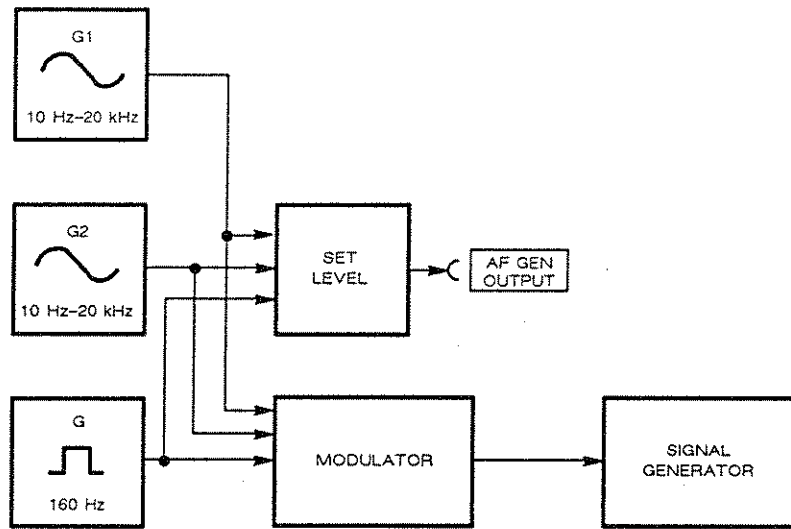 G1
10 Hz–20 kHz
G2
10 Hz–20 kHz
SET
LEVEL
AF GEN
OUTPUT
G
160 Hz
MODULATOR
SIGNAL
GENERATOR